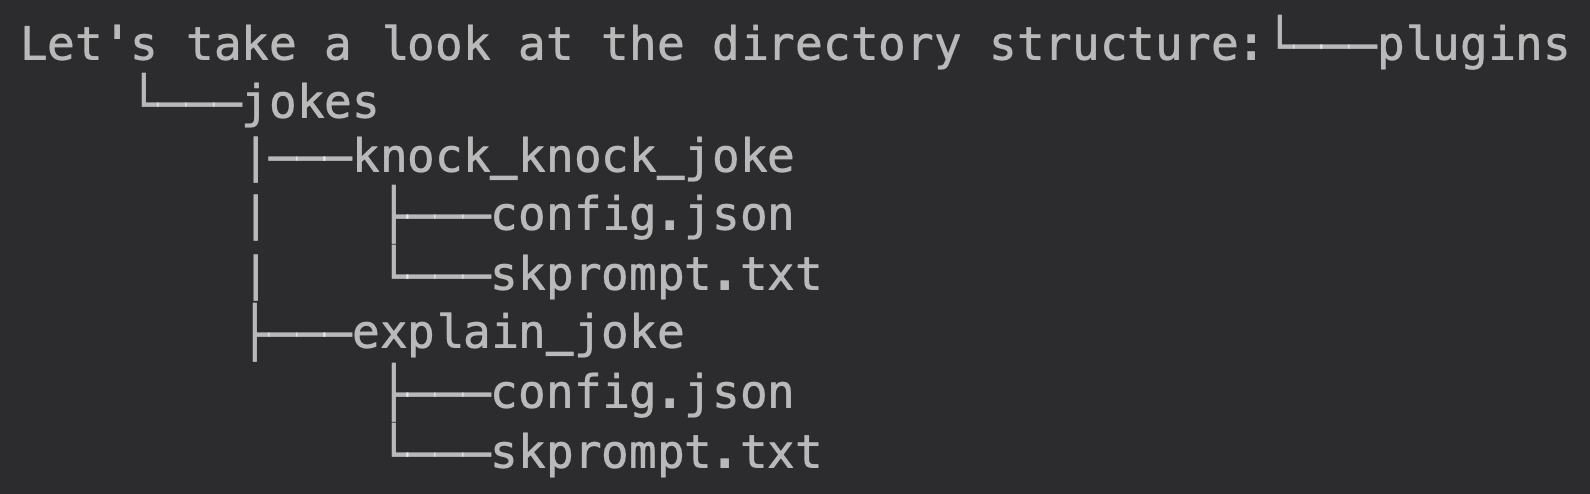 Let's take a look at the directory structure:└───plugins
    └───jokes
        |───knock_knock_joke
        |    ├───config.json
        |    └───skprompt.txt
        ├───explain_joke
             ├───config.json
             └───skprompt.txt